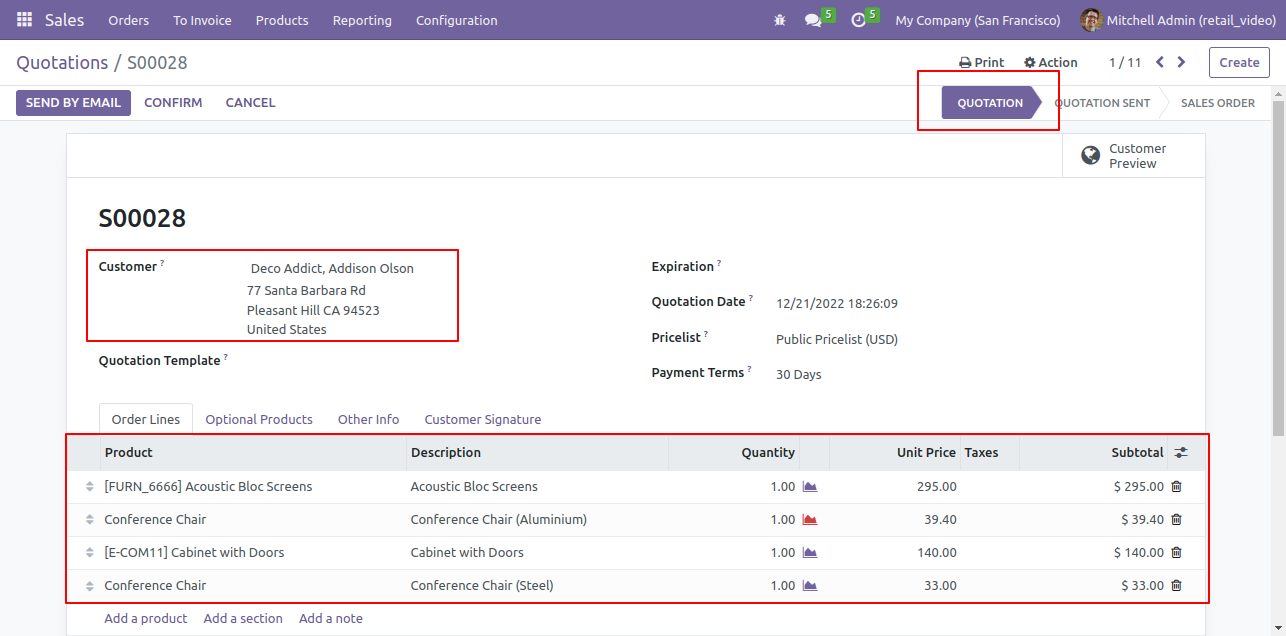 Sales Orders To Invoice Products Reporting Configuration 5 5 My Company (San Francisco) Mitchell Admin (retail_video)
Quotations / S00028 Print Action 1 / 11 Create
SEND BY EMAIL CONFIRM CANCEL QUOTATION QUOTATION SENT SALES ORDER
Customer
Preview
S00028
Customer ? Deco Addict, Addison Olson Expiration ?
77 Santa Barbara Rd
Quotation Date ? 12/21/2022 18:26:09
Pleasant Hill CA 94523
United States
Pricelist ? Public Pricelist (USD)
Quotation Template ?
Payment Terms ? 30 Days
Order Lines Optional Products Other Info Customer Signature
Product Description Quantity Unit Price Taxes Subtotal
[FURN_6666] Acoustic Bloc Screens Acoustic Bloc Screens 1.00 295.00 $ 295.00
Conference Chair Conference Chair (Aluminium) 1.00 39.40 $ 39.40
[E-COM11] Cabinet with Doors Cabinet with Doors 1.00 140.00 $ 140.00
Conference Chair Conference Chair (Steel) 1.00 33.00 $ 33.00
Add a product Add a section Add a note